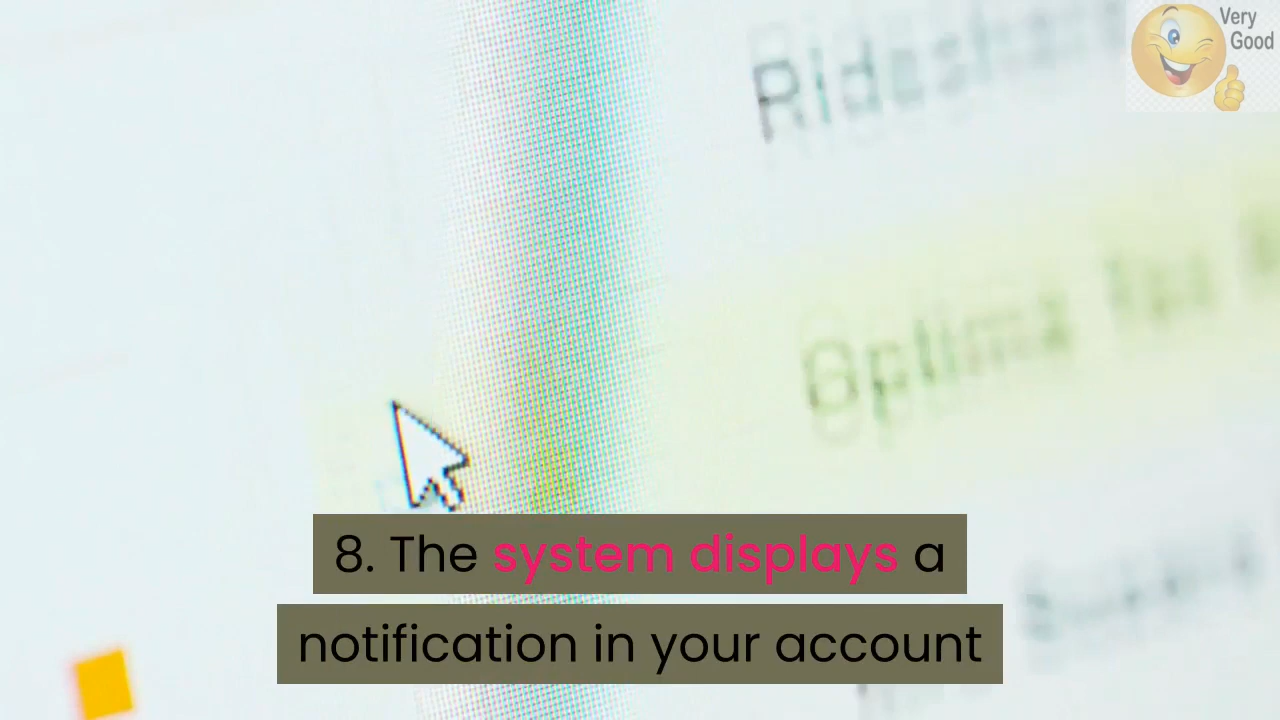 Very
Good
8. The system displays a
notification in your account